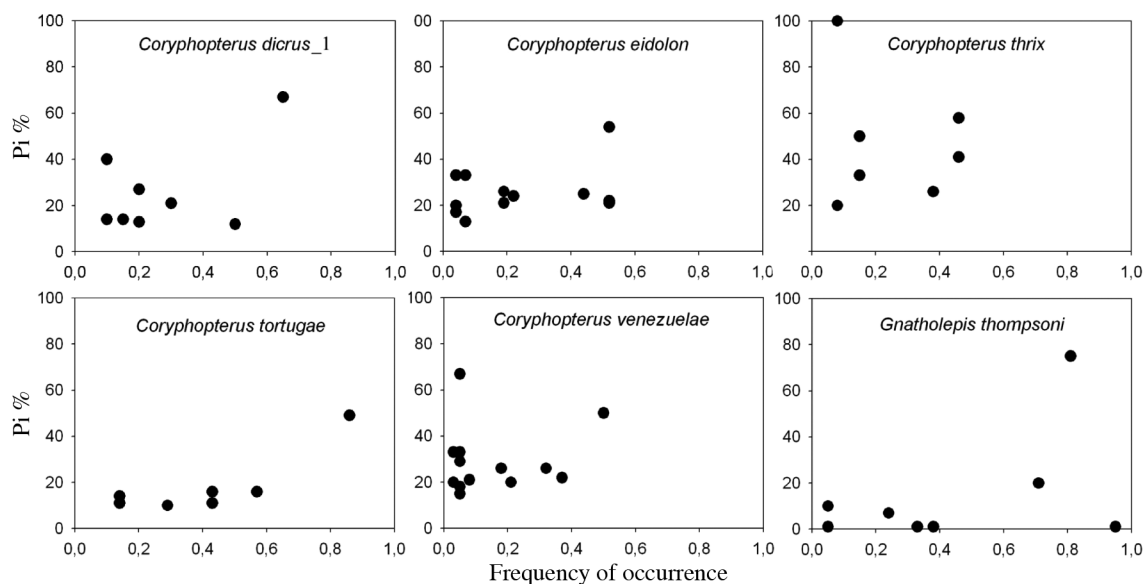 Pi %
100
80
60
40
20
0
Coryphopterus dicrus_1
0,0 0,2 0,4 0,6 0,8 1,0
00
80
60
40
20
0
Coryphopterus eidolon
0,0 0,2 0,4 0,6 0,8 1,0
100
80
60
40
20
Coryphopterus thrix
0,0 0,2 0,4 0,6 0,8 1,0
Pi %
100
80
60
40
20
0
Coryphopterus tortugae
0,0 0,2 0,4 0,6 0,8 1,0
100
80
60
40
20
0
Coryphopterus venezuelae
0,0 0,2 0,4 0,6 0,8 1,0
100
80
60
40
20
0
Gnatholepis thompsoni
0,0 0,2 0,4 0,6 0,8 1,0
Frequency of occurrence